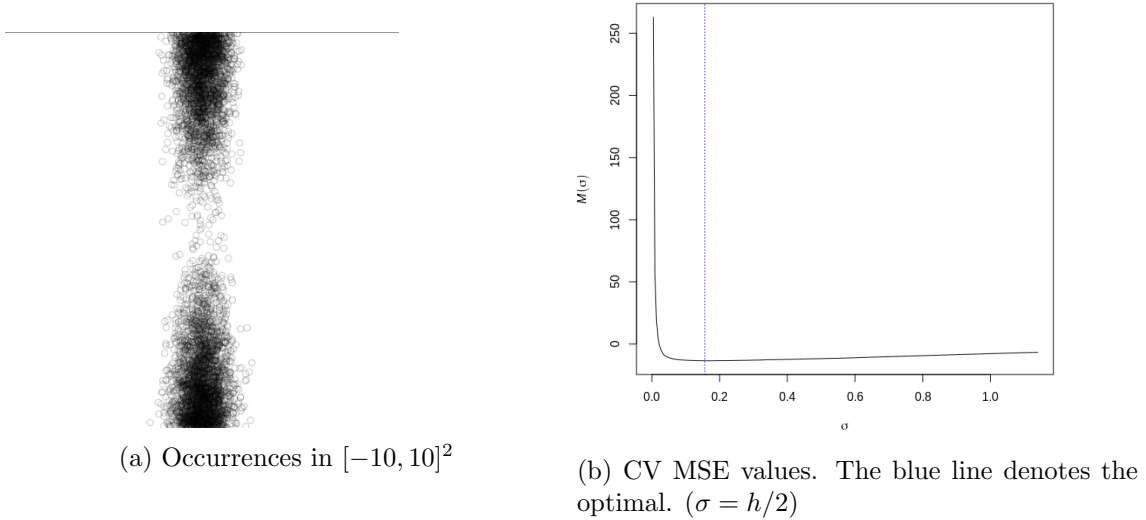 250
200
150
100
50
0
M(σ)
0.0 0.2 0.4 0.6 0.8 1.0
σ
(a) Occurrences in [−10, 10]²
(b) CV MSE values. The blue line denotes the
optimal. (σ = h/2)